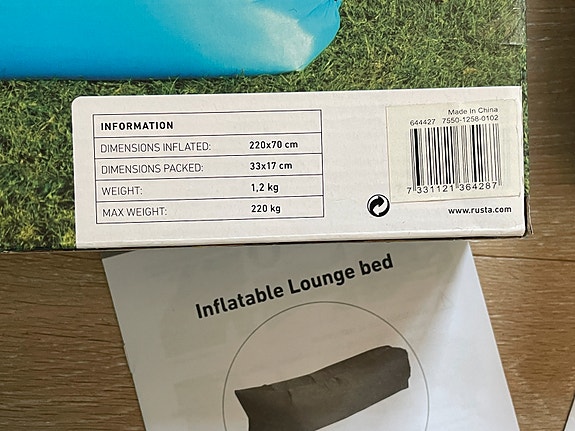 INFORMATION
DIMENSIONS INFLATED: 220x70 cm
DIMENSIONS PACKED: 33x17 cm
WEIGHT: 1,2 kg
MAX WEIGHT: 220 kg
Made In China
644427 7550-1258-0102
7 331121 364287
www.rusta.com
Inflatable Lounge bed